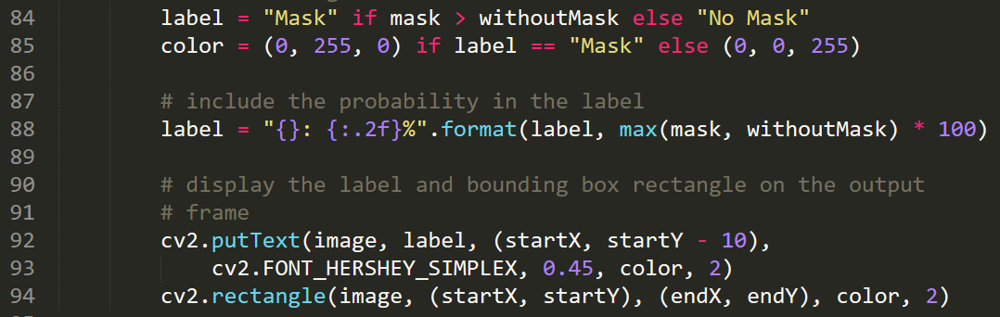 84 label = "Mask" if mask > withoutMask else "No Mask"
85 color = (0, 255, 0) if label == "Mask" else (0, 0, 255)
86
87 # include the probability in the label
88 label = "{}: {:.2f}%".format(label, max(mask, withoutMask) * 100)
89
90 # display the label and bounding box rectangle on the output
91 # frame
92 cv2.putText(image, label, (startX, startY - 10),
93 cv2.FONT_HERSHEY_SIMPLEX, 0.45, color, 2)
94 cv2.rectangle(image, (startX, startY), (endX, endY), color, 2)